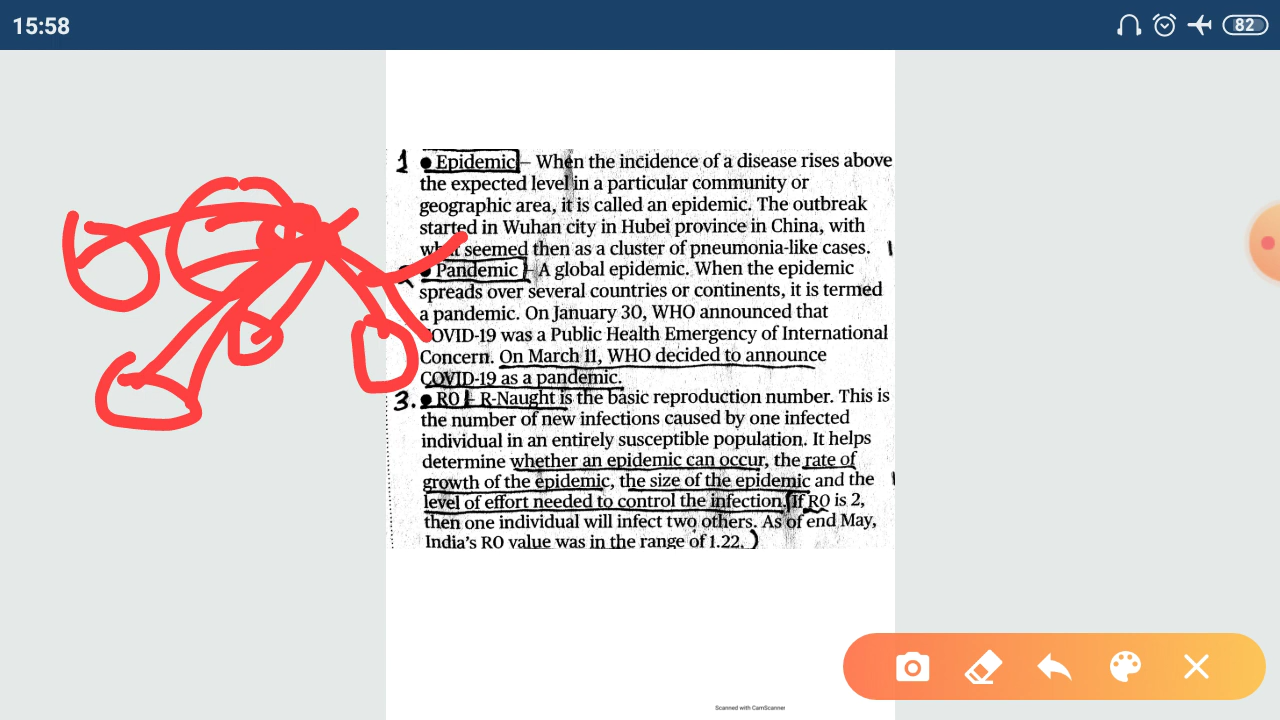 15:58
82
1 ● Epidemic – When the incidence of a disease rises above
the expected level in a particular community or
geographic area, it is called an epidemic. The outbreak
started in Wuhan city in Hubei province in China, with
what seemed then as a cluster of pneumonia-like cases.
● Pandemic – A global epidemic. When the epidemic
spreads over several countries or continents, it is termed
a pandemic. On January 30, WHO announced that
COVID-19 was a Public Health Emergency of International
Concern. On March 11, WHO decided to announce
COVID-19 as a pandemic.
3. ● RO – R-Naught is the basic reproduction number. This is
the number of new infections caused by one infected
individual in an entirely susceptible population. It helps
determine whether an epidemic can occur, the rate of
growth of the epidemic, the size of the epidemic and the
level of effort needed to control the infection. (If RO is 2,
then one individual will infect two others. As of end May,
India's RO value was in the range of 1.22.)
Scanned with CamScanner